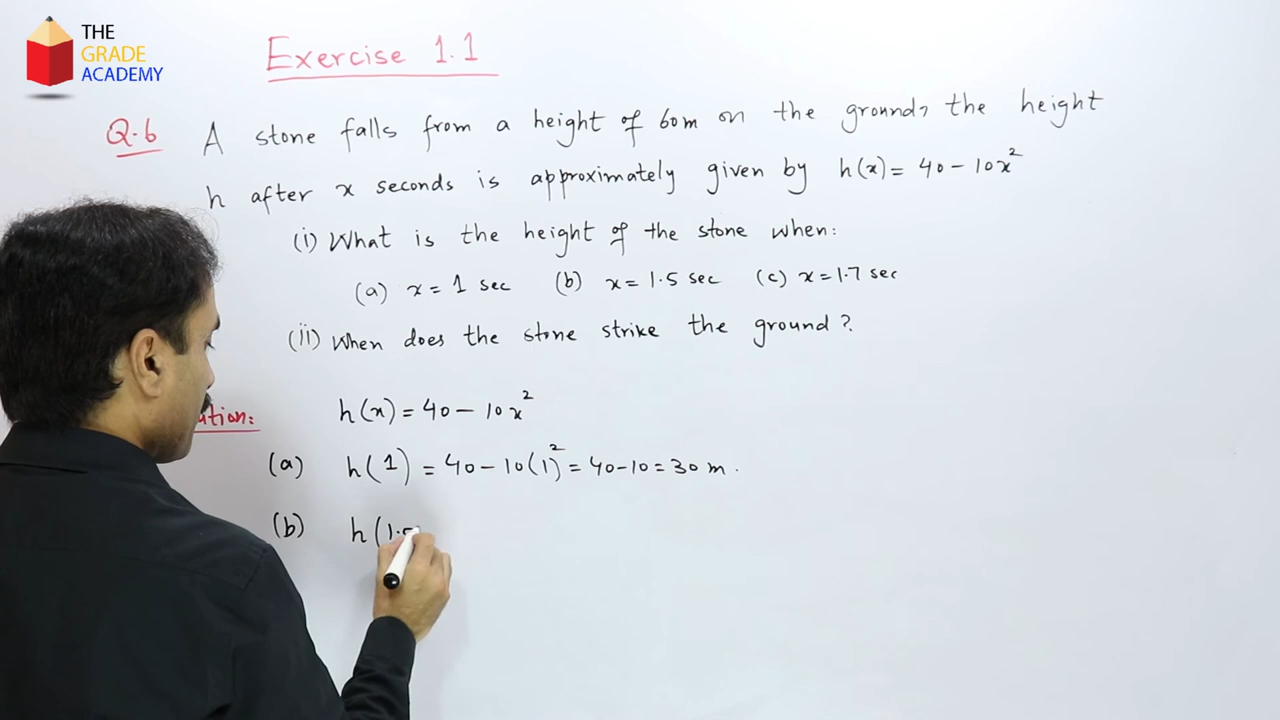 THE
GRADE
ACADEMY
Exercise 1.1
Q.6 A stone falls from a height of 60m on the ground, the height
h after x seconds is approximately given by h(x) = 40 - 10x²
(i) What is the height of the stone when:
(a) x = 1 sec (b) x = 1.5 sec (c) x = 1.7 sec
(ii) When does the stone strike the ground?
h(x) = 40 - 10x²
(a) h(1) = 40 - 10(1)² = 40-10 = 30 m.
(b) h(1.5